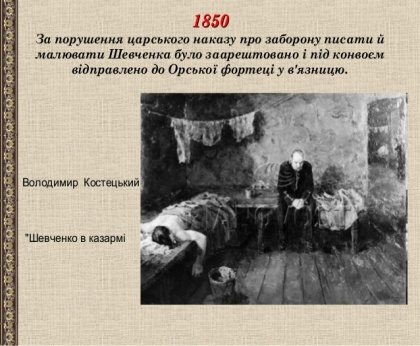 1850
За порушення царського наказу про заборону писати й
малювати Шевченка було заарештовано і під конвоєм
відправлено до Орської фортеці у в'язницю.
Володимир Костецький
"Шевченко в казармі